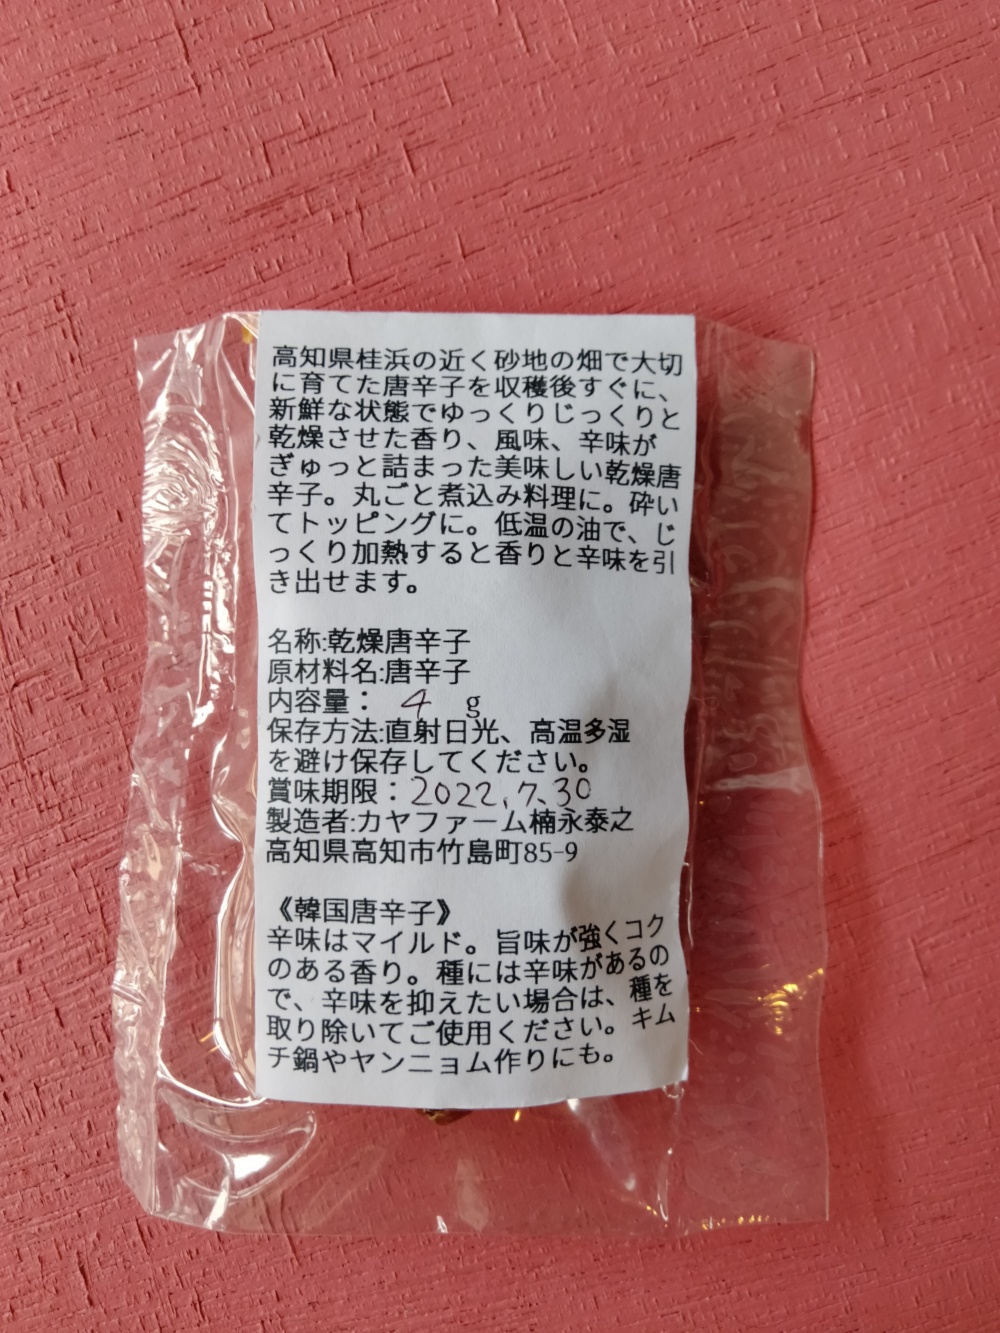 高知県桂浜の近く砂地の畑で大切
に育てた唐辛子を収穫後すぐに、
新鮮な状態でゆっくりじっくりと
乾燥させた香り、風味、辛味が
ぎゅっと詰まった美味しい乾燥唐
辛子。丸ごと煮込み料理に。砕い
てトッピングに。低温の油で、じ
っくり加熱すると香りと辛味を引
き出せます。
名称:乾燥唐辛子
原材料名:唐辛子
内容量： 4 g
保存方法:直射日光、高温多湿
を避け保存してください。
賞味期限：2022.7.30
製造者:カヤファーム楠永泰之
高知県高知市竹島町85-9
《韓国唐辛子》
辛味はマイルド。旨味が強くコク
のある香り。種には辛味があるの
で、辛味を抑えたい場合は、種を
取り除いてご使用ください。キム
チ鍋やヤンニョム作りにも。